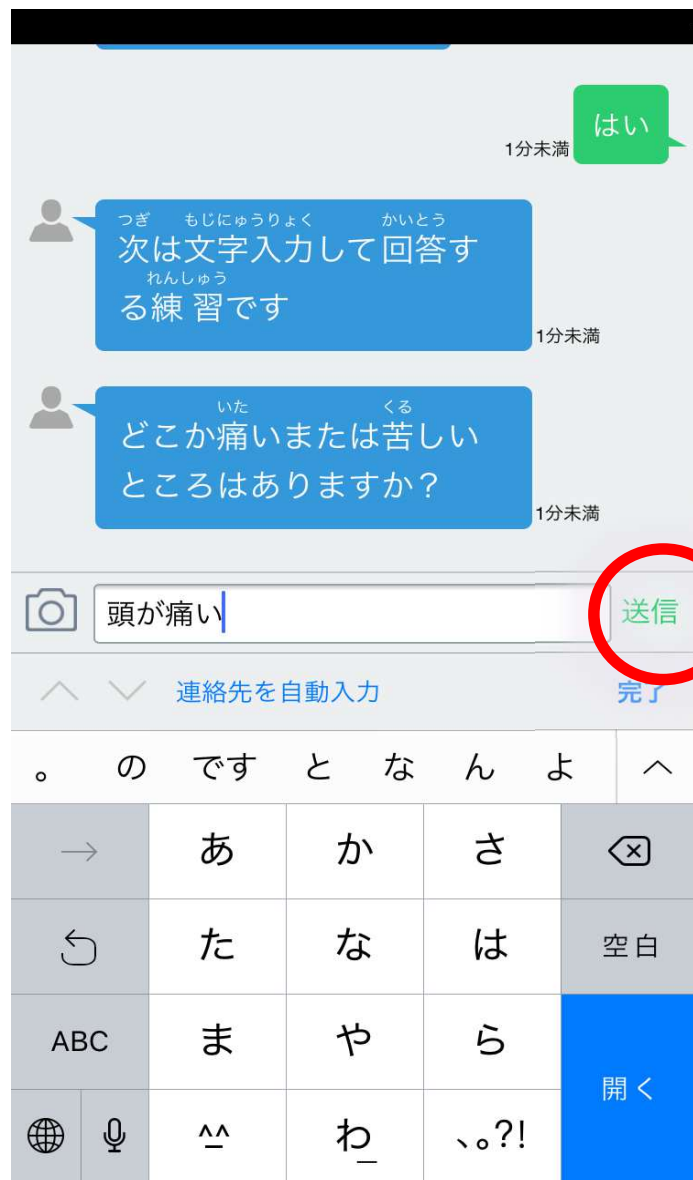 はい
1分未満
つぎ もじにゅうりょく かいとう
次は文字入力して回答す
れんしゅう
る練習です
1分未満
いた くる
どこか痛いまたは苦しい
ところはありますか？
1分未満
頭が痛い 送信
連絡先を自動入力 完了
。 の です と な ん よ
→ あ か さ
た な は 空白
ABC ま や ら
開く
^^ わ 、。?!